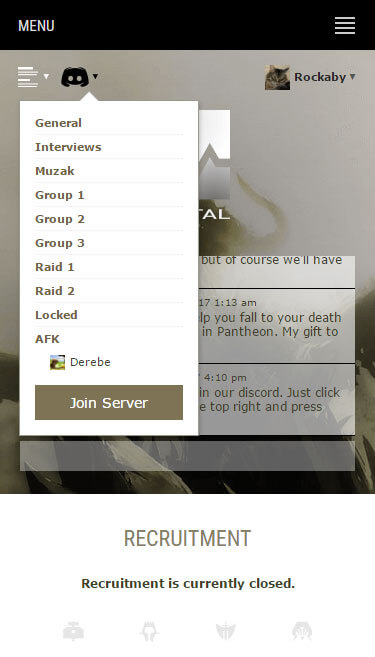 MENU
Rockaby
General
Interviews
Muzak
Group 1
Group 2
Group 3
Raid 1
Raid 2
Locked
AFK
Derebe
Join Server
TAL
but of course we'll have
17 1:13 am
elp you fall to your death
in Pantheon. My gift to
7 4:10 pm
in our discord. Just click
e top right and press
RECRUITMENT
Recruitment is currently closed.